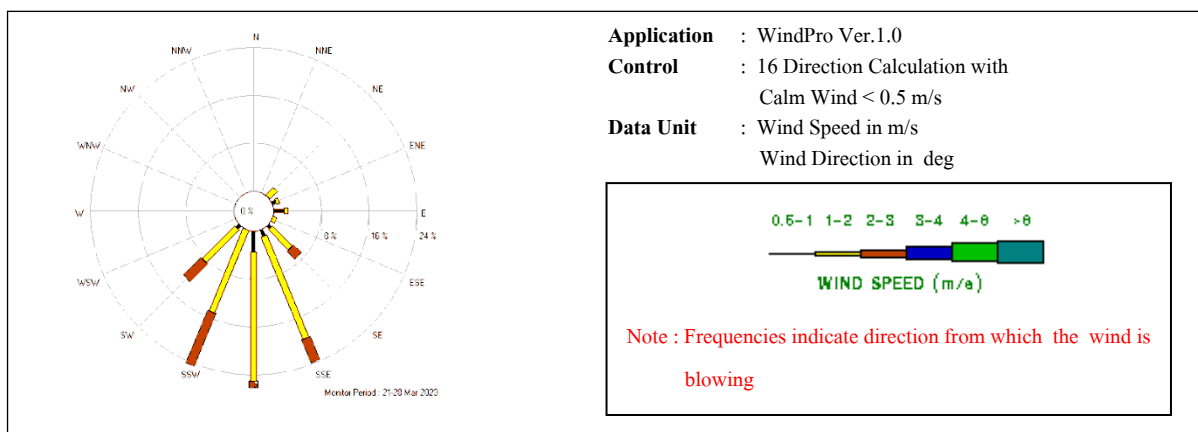 N
NNW
NNE
NW
NE
WNW
ENE
W
0 %
E
8 %
16 %
24 %
WSW
ESE
SW
SE
SSW
SSE
Monitor Period : 21-28 Mar 2023
Application : WindPro Ver.1.0
Control : 16 Direction Calculation with
Calm Wind < 0.5 m/s
Data Unit : Wind Speed in m/s
Wind Direction in deg
0.5-1 1-2 2-3 3-4 4-6 >6
WIND SPEED (m/s)
Note : Frequencies indicate direction from which the wind is
blowing